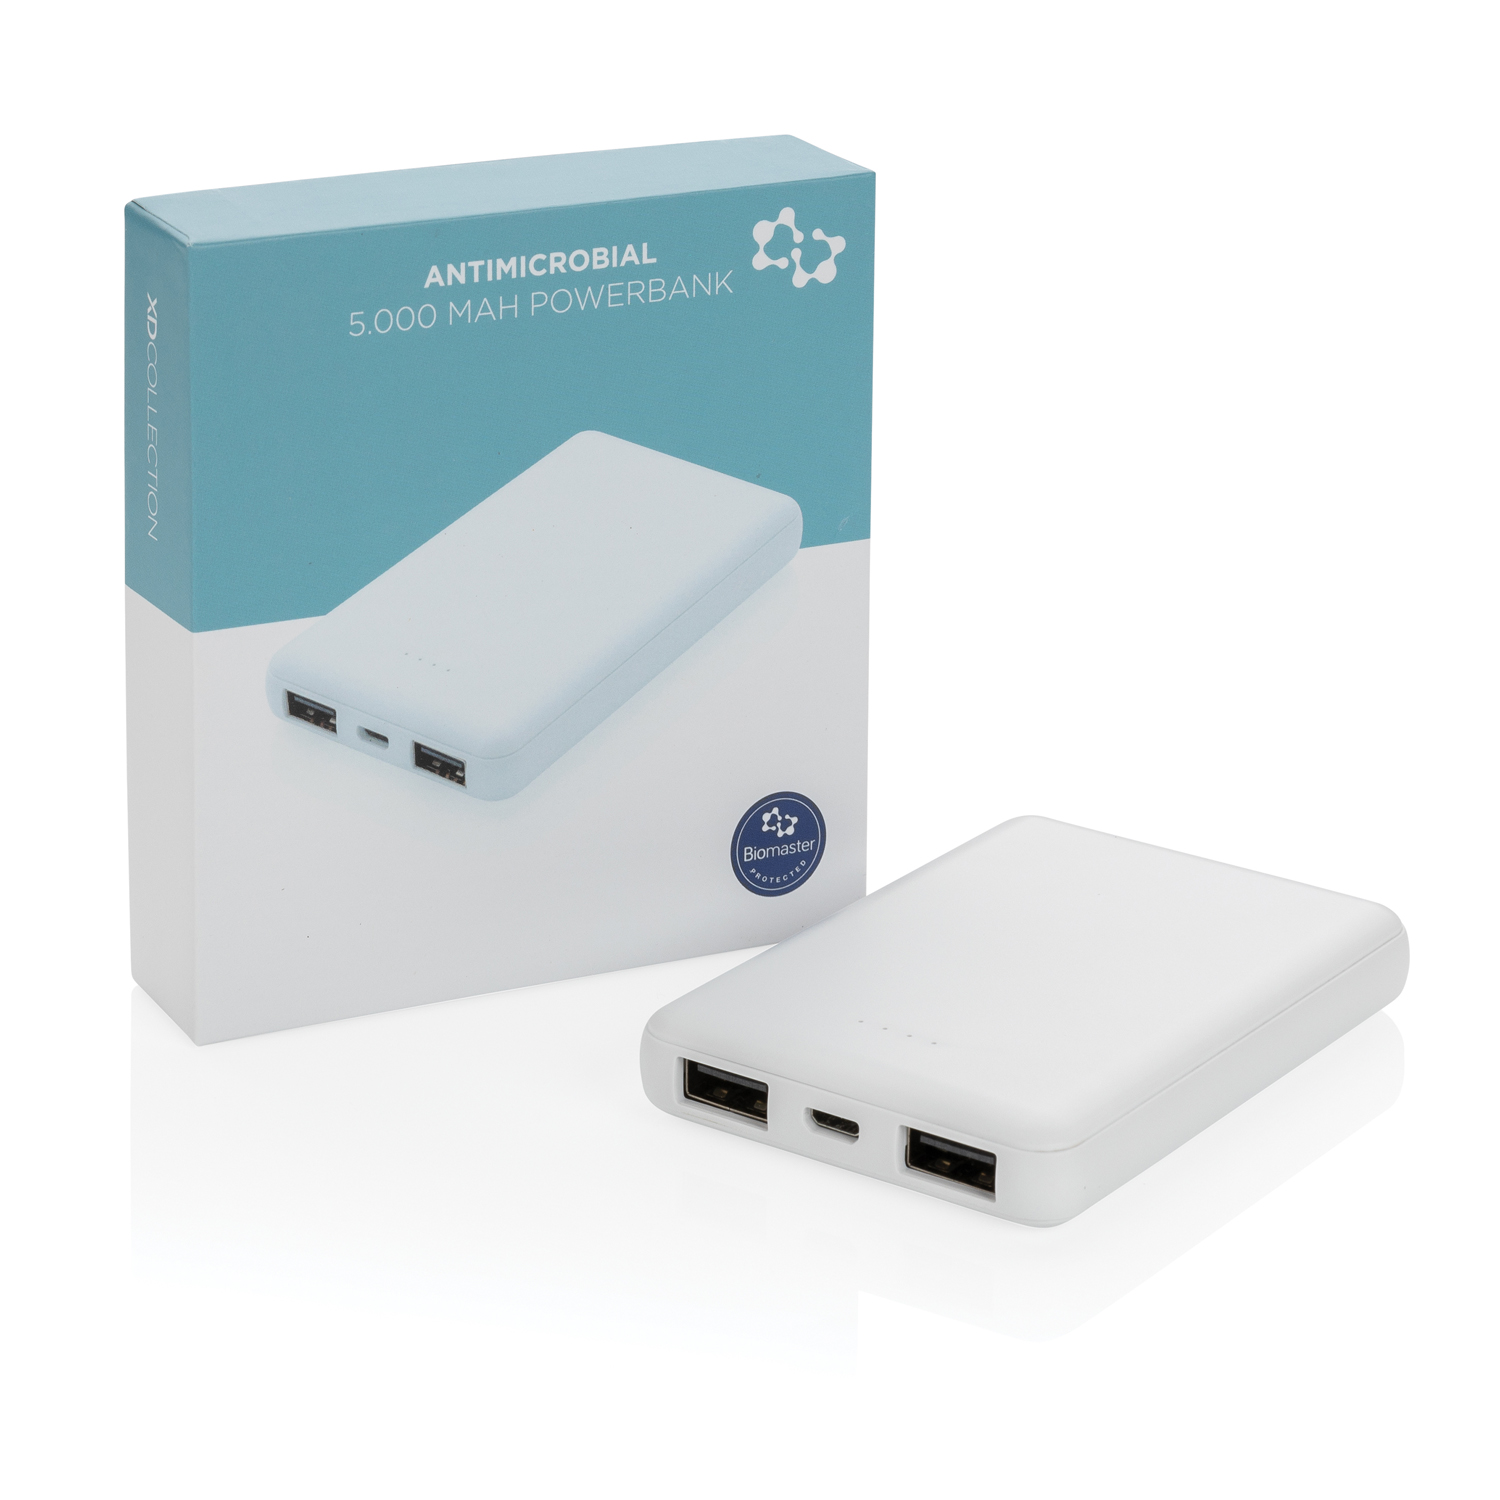 ANTIMICROBIAL
5.000 MAH POWERBANK
XDCOLLECTION
Biomaster
PROTECTED